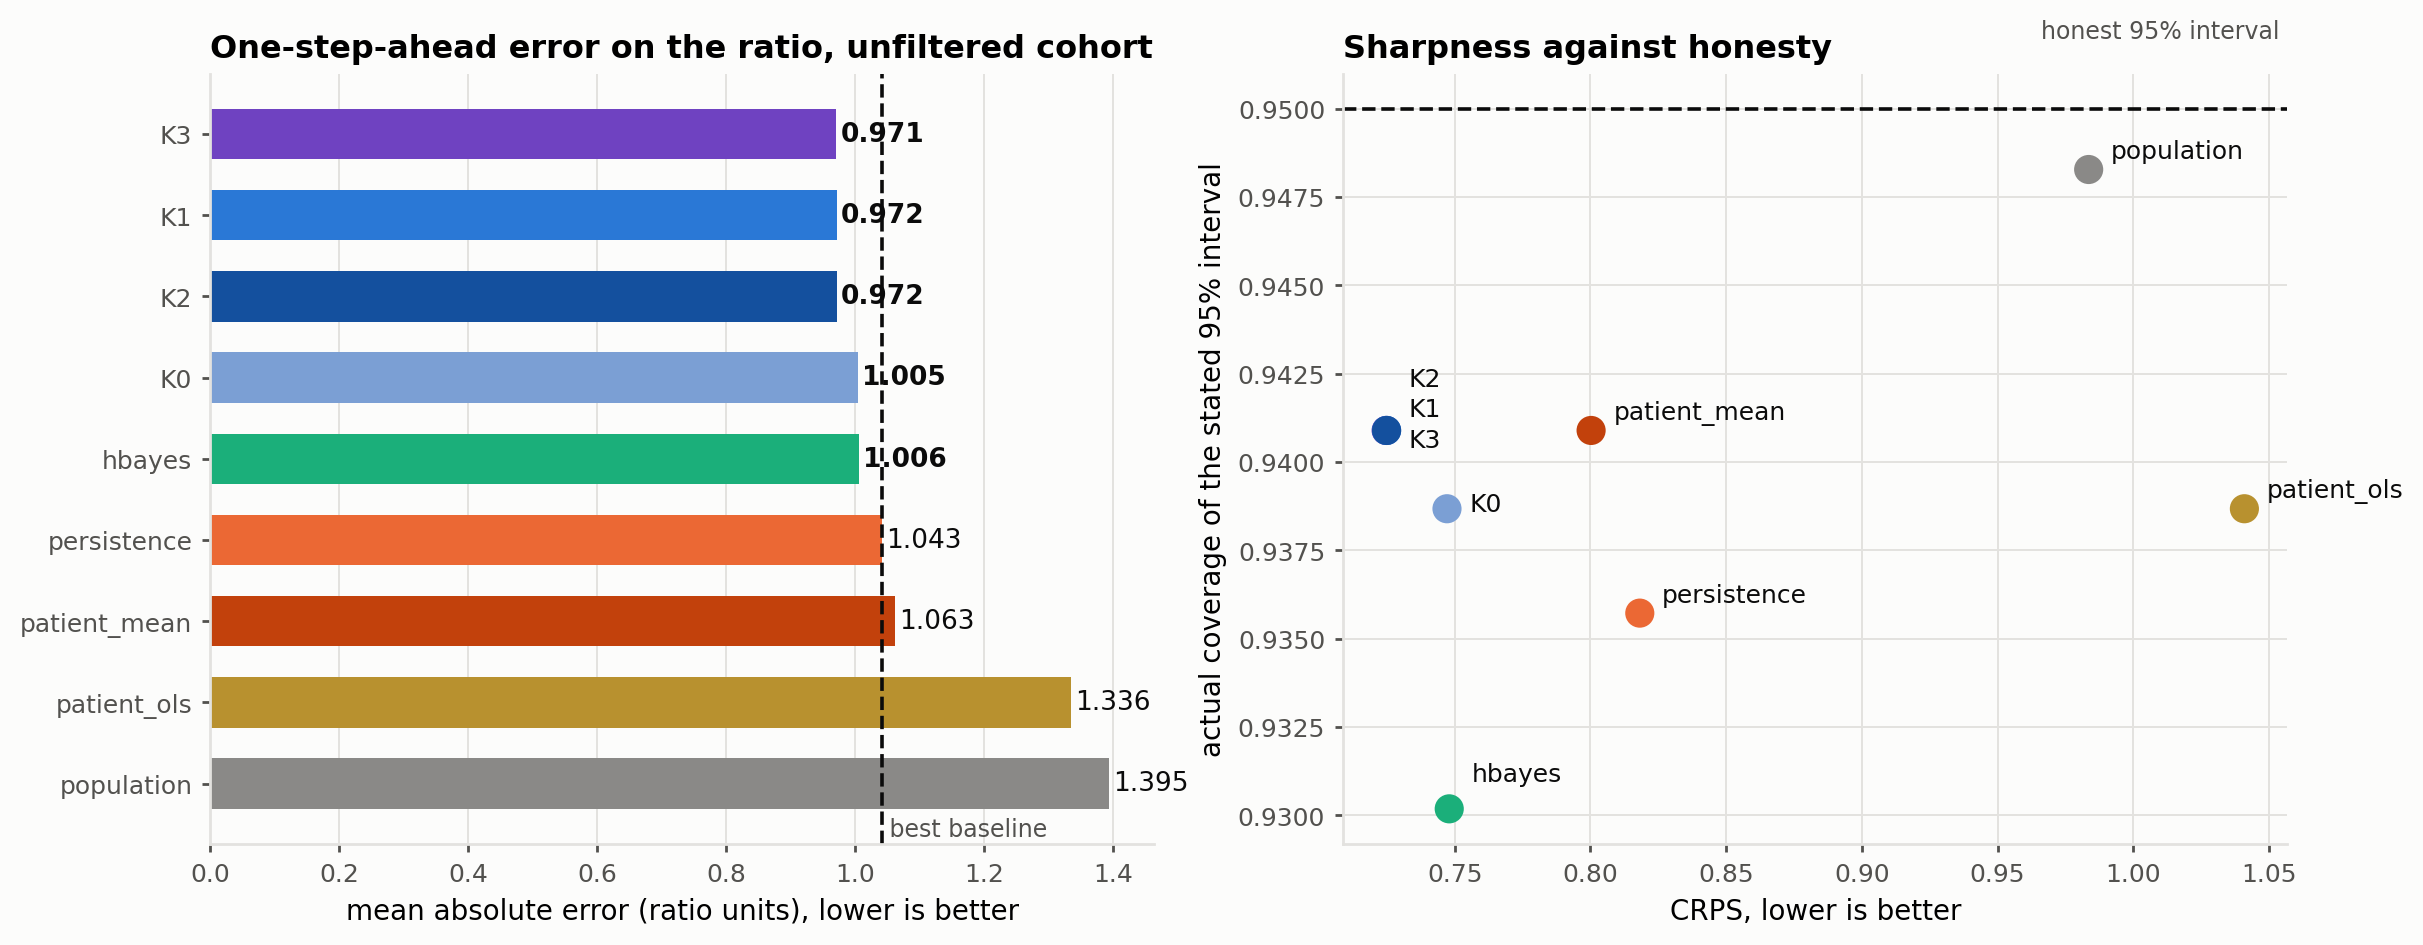 One-step-ahead error on the ratio, unfiltered cohort
K3
0.971
K1
0.972
K2
0.972
K0
1.005
hbayes
1.006
persistence
1.043
patient_mean
1.063
patient_ols
1.336
population
1.395
best baseline
0.0 0.2 0.4 0.6 0.8 1.0 1.2 1.4
mean absolute error (ratio units), lower is better
honest 95% interval
Sharpness against honesty
actual coverage of the stated 95% interval
0.9500
0.9475
0.9450
0.9425
0.9400
0.9375
0.9350
0.9325
0.9300
population
K2
K1
K3
patient_mean
patient_ols
K0
persistence
hbayes
0.75 0.80 0.85 0.90 0.95 1.00 1.05
CRPS, lower is better